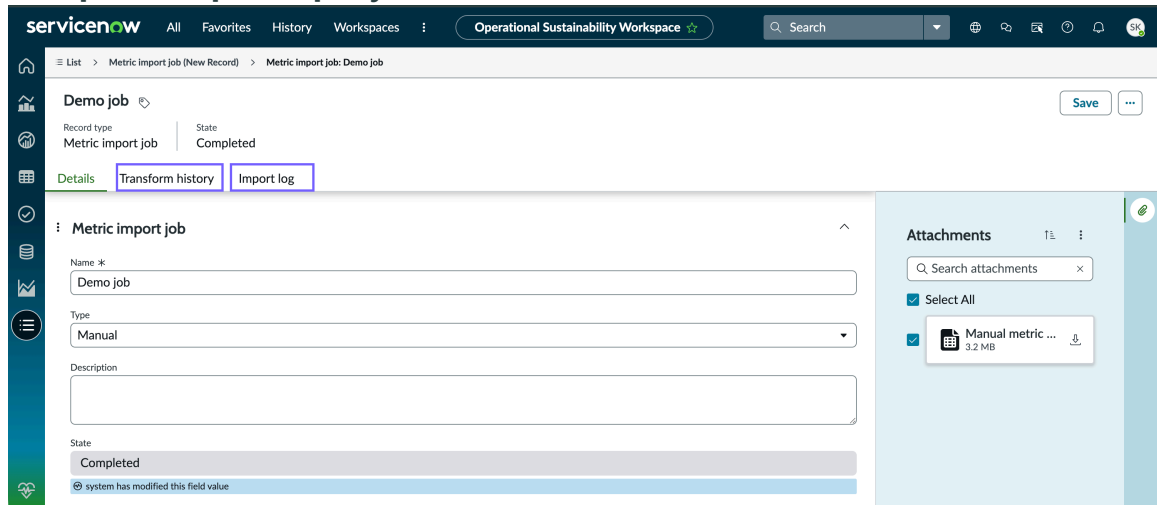 servicenow All Favorites History Workspaces Operational Sustainability Workspace Search SK
List > Metric import job (New Record) > Metric import job: Demo job
Demo job
Save
Record type State
Metric import job Completed
Details Transform history Import log
Metric import job
Name *
Demo job
Type
Manual
Description
State
Completed
system has modified this field value
Attachments
Search attachments
Select All
Manual metric ...
3.2 MB